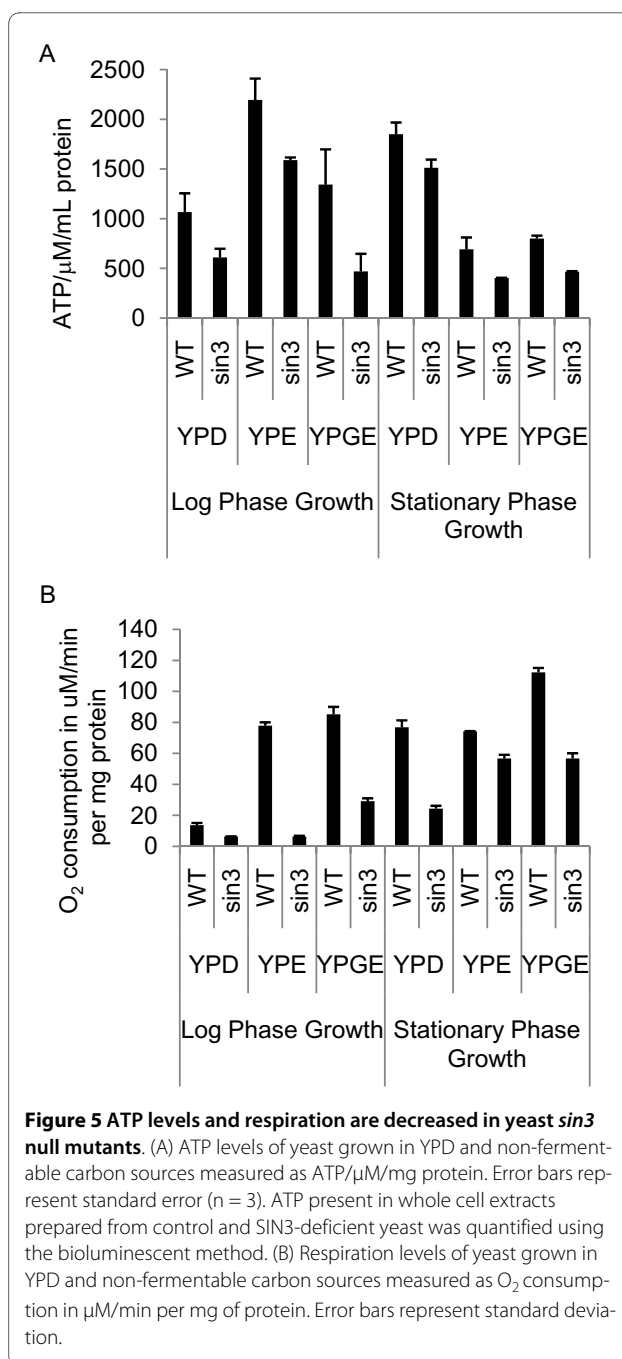 A
ATP/µM/mL protein
2500
2000
1500
1000
500
0
WT
sin3
WT
sin3
WT
sin3
WT
sin3
WT
sin3
WT
sin3
YPD
YPE
YPGE
YPD
YPE
YPGE
Log Phase Growth
Stationary Phase
Growth
B
O₂ consumption in uM/min
per mg protein
140
120
100
80
60
40
20
0
WT
sin3
WT
sin3
WT
sin3
WT
sin3
WT
sin3
WT
sin3
YPD
YPE
YPGE
YPD
YPE
YPGE
Log Phase Growth
Stationary Phase
Growth
Figure 5 ATP levels and respiration are decreased in yeast sin3
null mutants. (A) ATP levels of yeast grown in YPD and non-ferment-
able carbon sources measured as ATP/µM/mg protein. Error bars rep-
resent standard error (n = 3). ATP present in whole cell extracts
prepared from control and SIN3-deficient yeast was quantified using
the bioluminescent method. (B) Respiration levels of yeast grown in
YPD and non-fermentable carbon sources measured as O₂ consump-
tion in µM/min per mg of protein. Error bars represent standard devia-
tion.